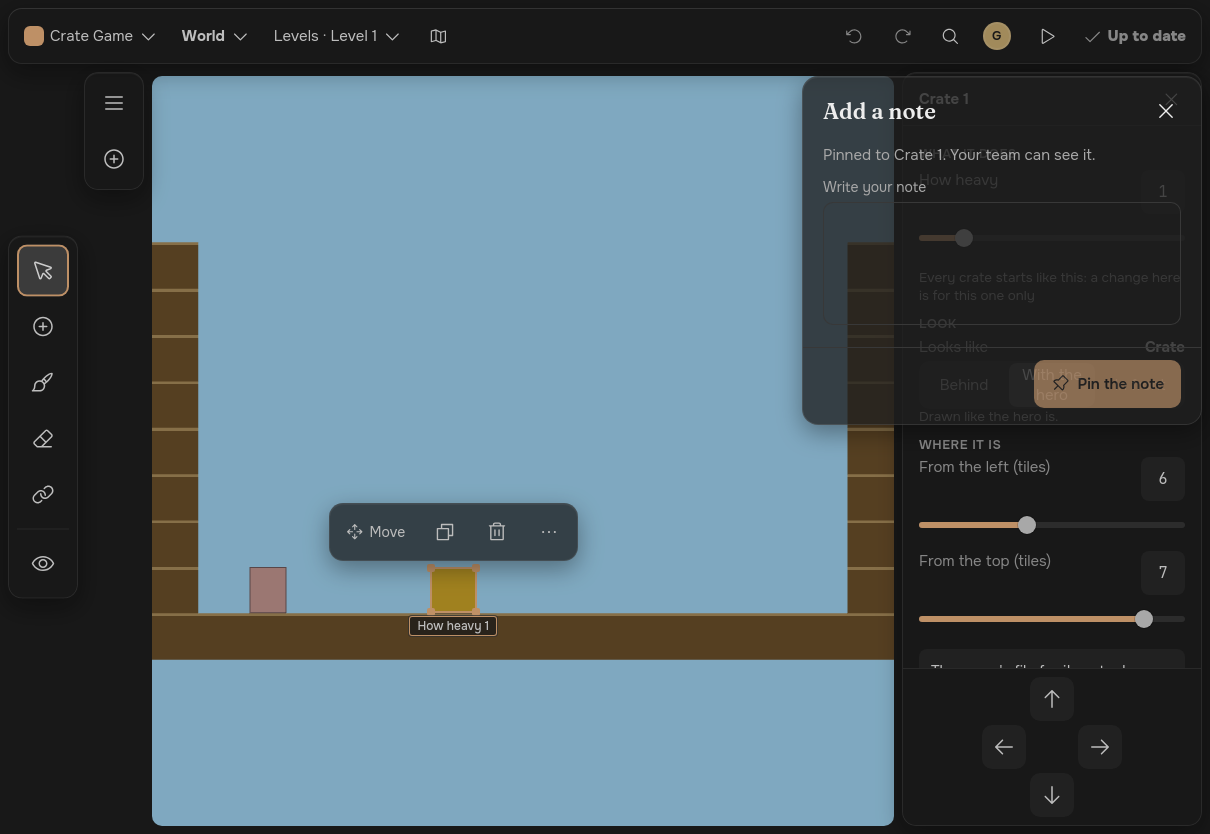 Crate Game
World
Levels · Level 1
G
Up to date
Crate 1
Add a note
Pinned to Crate 1. Your team can see it.
How heavy
1
Write your note
Every crate starts like this: a change here
is for this one only
LOOK
Looks like
Crate
Behind
With the
hero
Pin the note
Drawn like the hero is.
WHERE IT IS
From the left (tiles)
6
Move
From the top (tiles)
7
How heavy 1